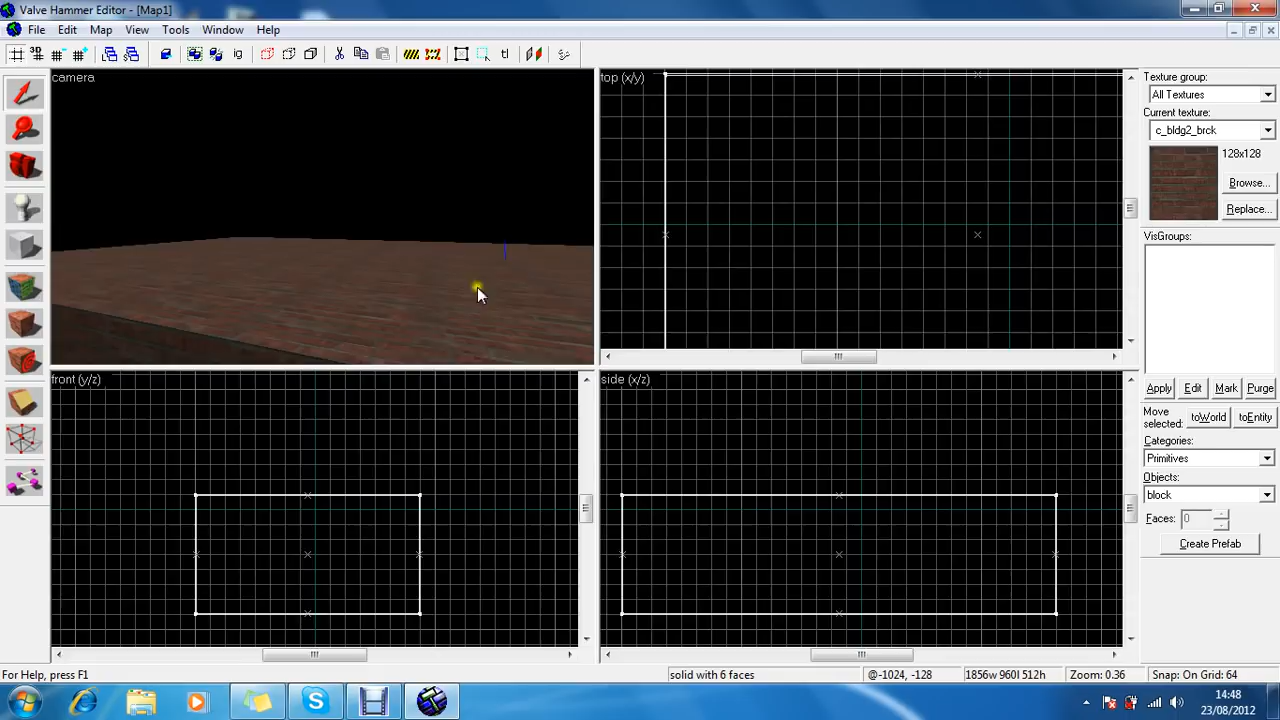 Valve Hammer Editor - [Map1]
File Edit Map View Tools Window Help
camera
top (x/y)
Texture group:
All Textures
Current texture:
c_bldg2_brck
128x128
Browse...
Replace...
VisGroups:
Apply Edit Mark Purge
front (y/z)
side (x/z)
Move
selected:
toWorld toEntity
Categories:
Primitives
Objects:
block
Faces: 0
Create Prefab
For Help, press F1
solid with 6 faces
@-1024, -128
1856w 960l 512h
Zoom: 0.36
Snap: On Grid: 64
14:48
23/08/2012